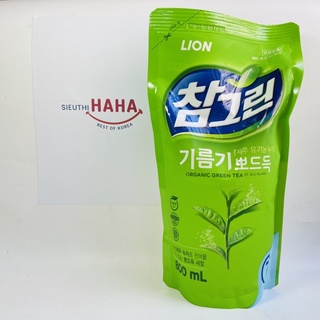 SIEUTHI HAHA
BEST OF KOREA
LION
참그린
기름기 뽀드득
ORGANIC GREEN TEA
800 mL